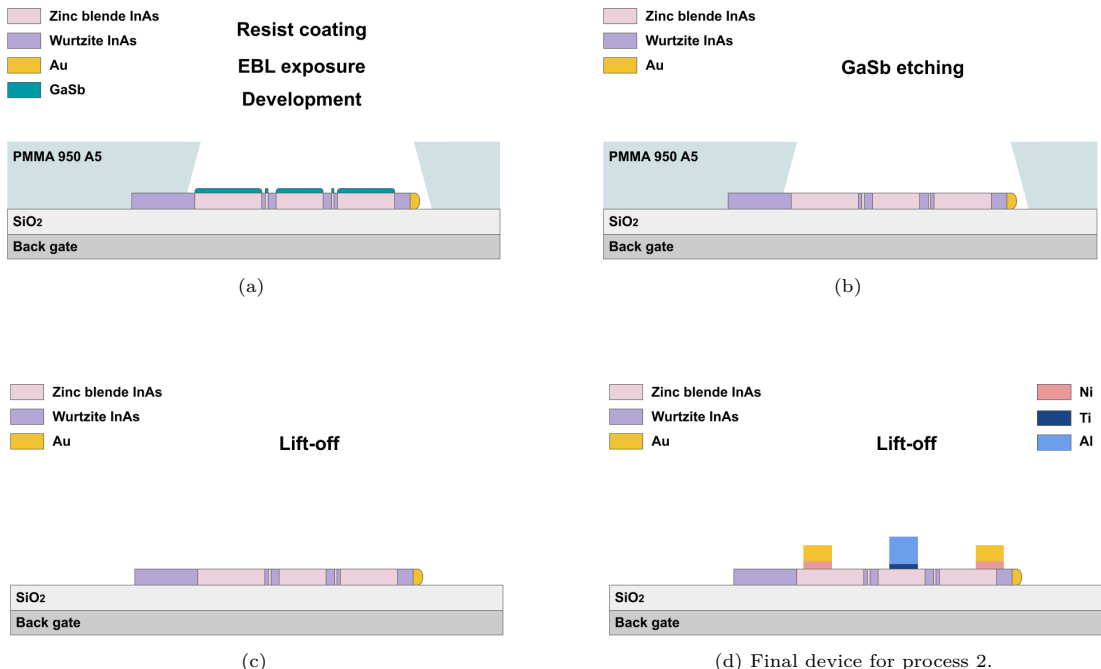 Zinc blende InAs
Wurtzite InAs
Au
GaSb
Resist coating
EBL exposure
Development
PMMA 950 A5
SiO2
Back gate
(a)
Zinc blende InAs
Wurtzite InAs
Au
GaSb etching
PMMA 950 A5
SiO2
Back gate
(b)
Zinc blende InAs
Wurtzite InAs
Au
Lift-off
SiO2
Back gate
(c)
Zinc blende InAs
Wurtzite InAs
Au
Lift-off
Ni
Ti
Al
SiO2
Back gate
(d) Final device for process 2.